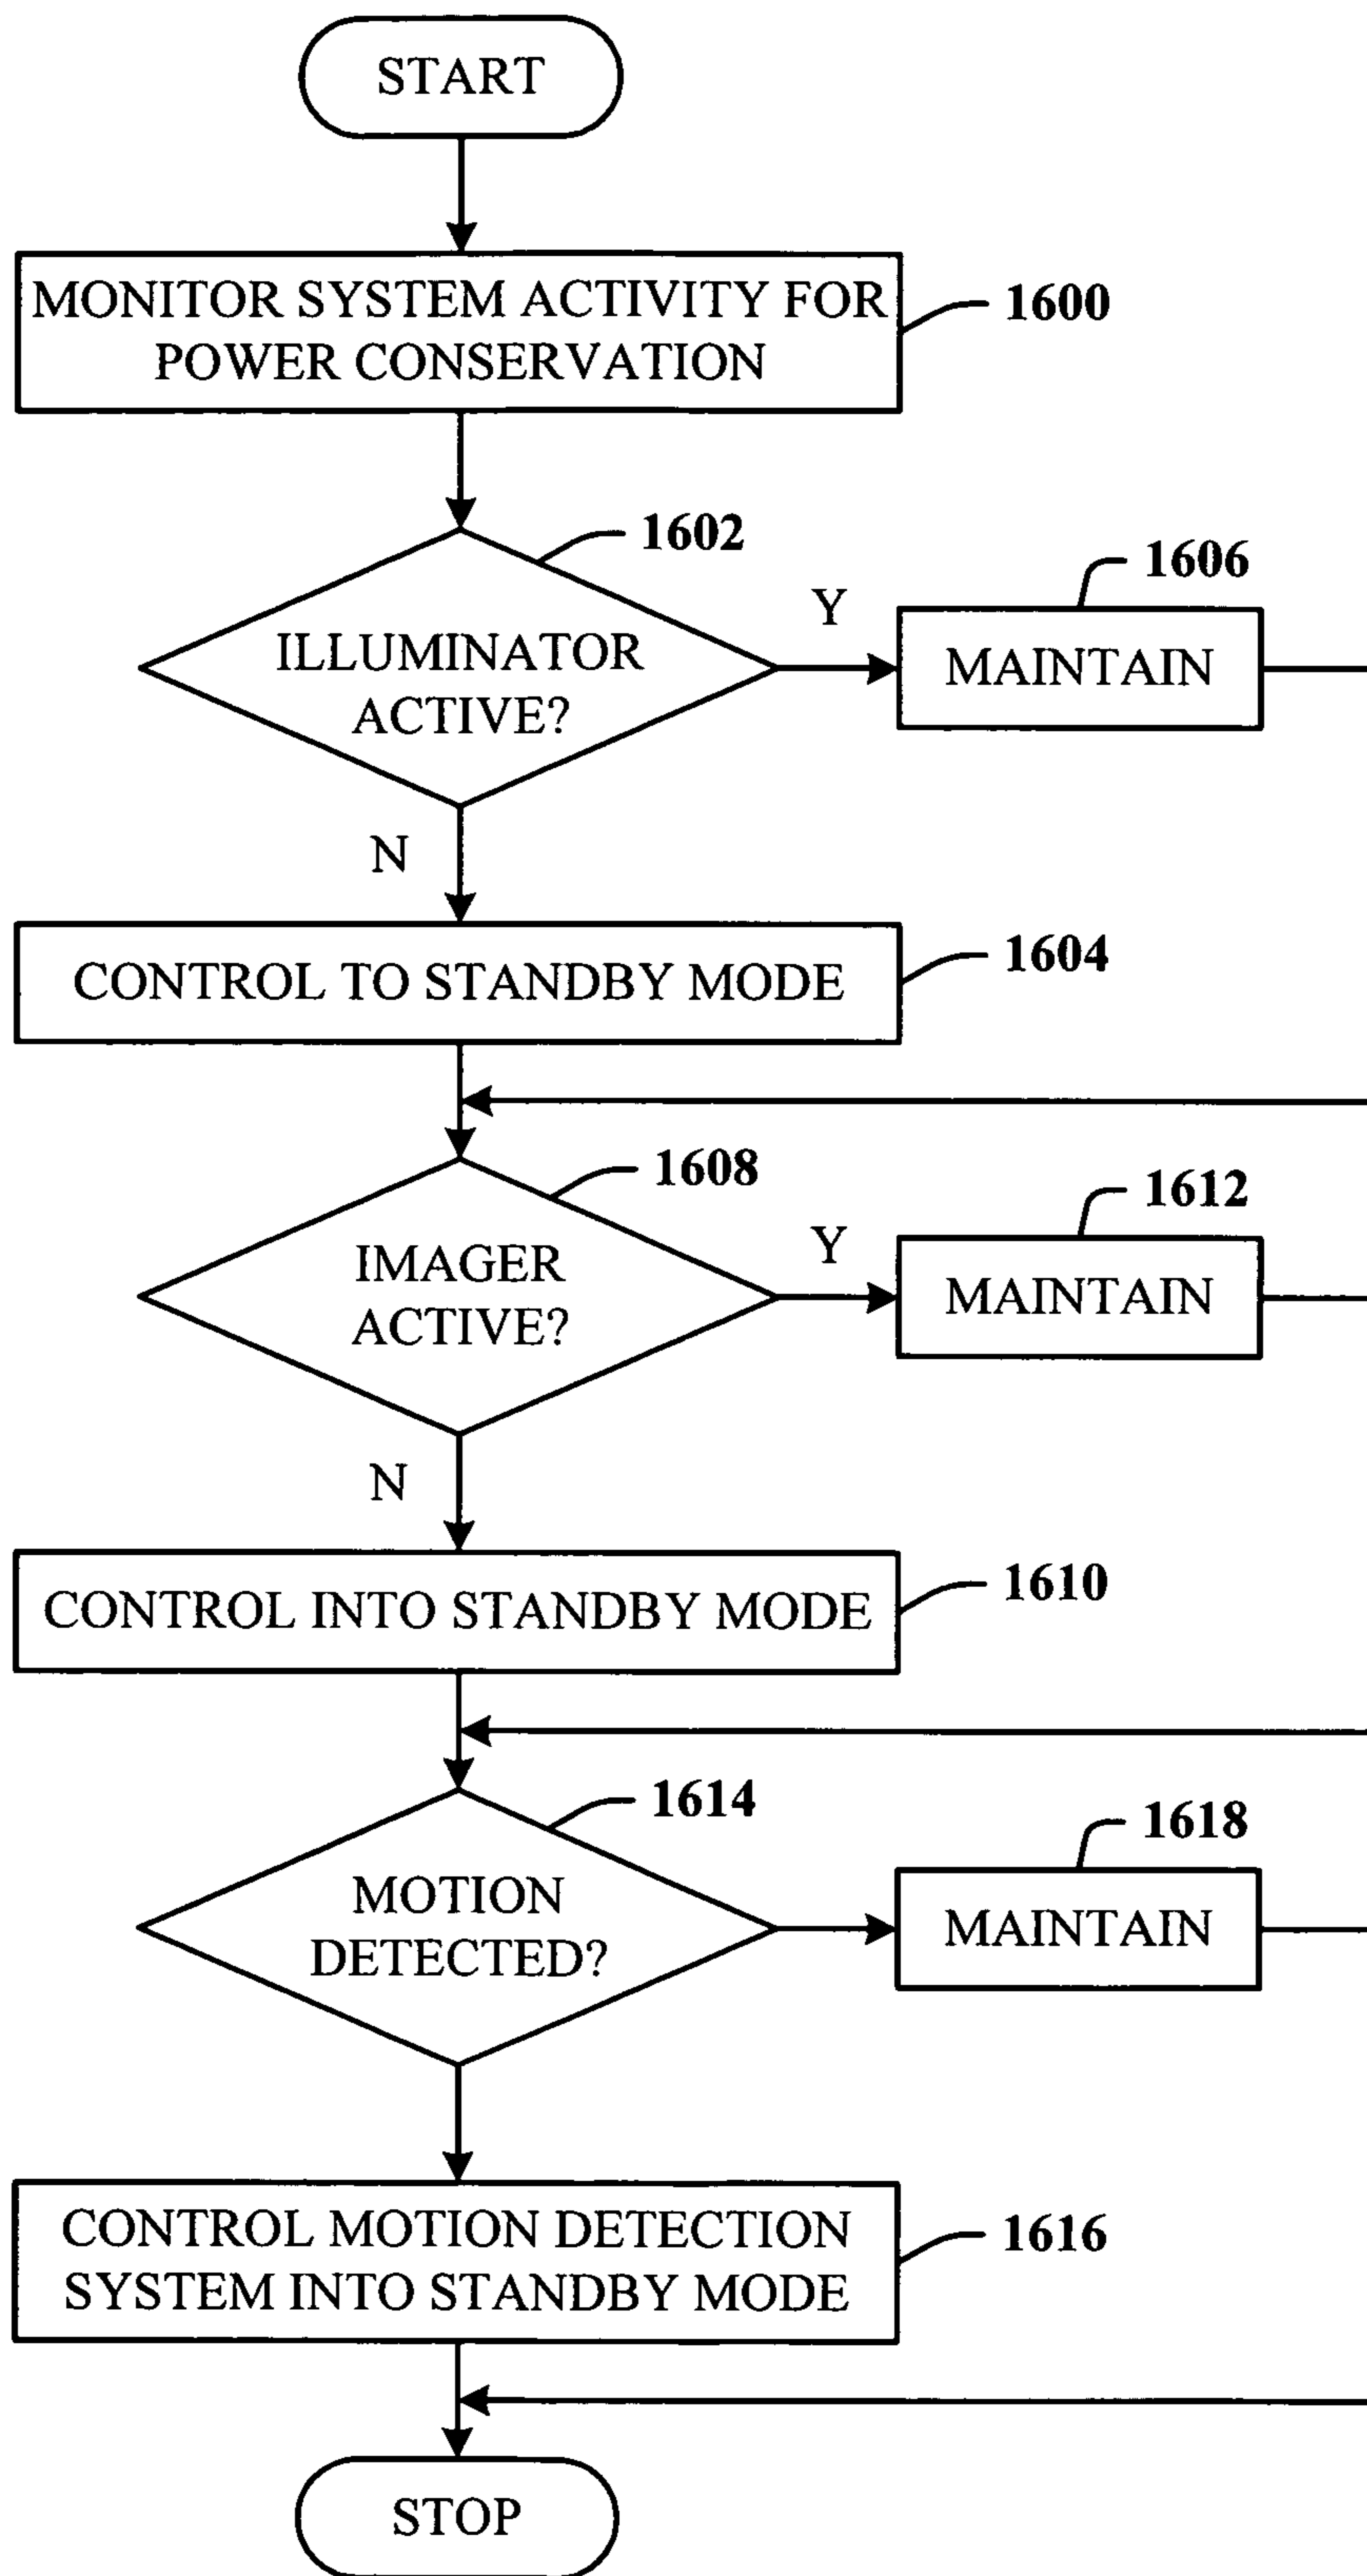 START
MONITOR SYSTEM ACTIVITY FOR
POWER CONSERVATION
1600
1602
ILLUMINATOR
ACTIVE?
Y
1606
MAINTAIN
N
CONTROL TO STANDBY MODE
1604
1608
IMAGER
ACTIVE?
Y
1612
MAINTAIN
N
CONTROL INTO STANDBY MODE
1610
1614
MOTION
DETECTED?
1618
MAINTAIN
CONTROL MOTION DETECTION
SYSTEM INTO STANDBY MODE
1616
STOP